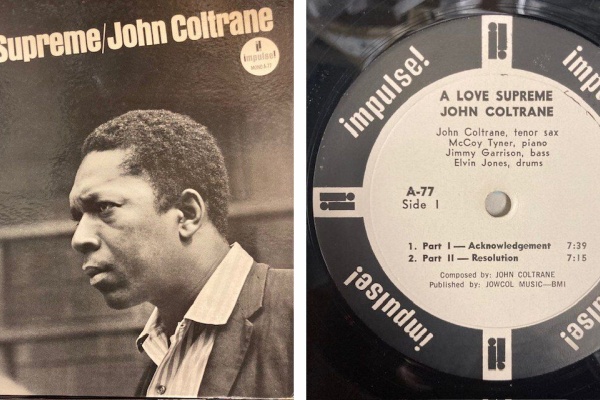 Supreme/John Coltrane
impulse!
MONO A-77
impulse!
impulse!
A LOVE SUPREME
JOHN COLTRANE
John Coltrane, tenor sax
McCoy Tyner, piano
Jimmy Garrison, bass
Elvin Jones, drums
A-77
Side 1
1. Part I — Acknowledgement 7:39
2. Part II — Resolution 7:15
Composed by: JOHN COLTRANE
Published by: JOWCOL MUSIC—BMI
impulse!
impulse!